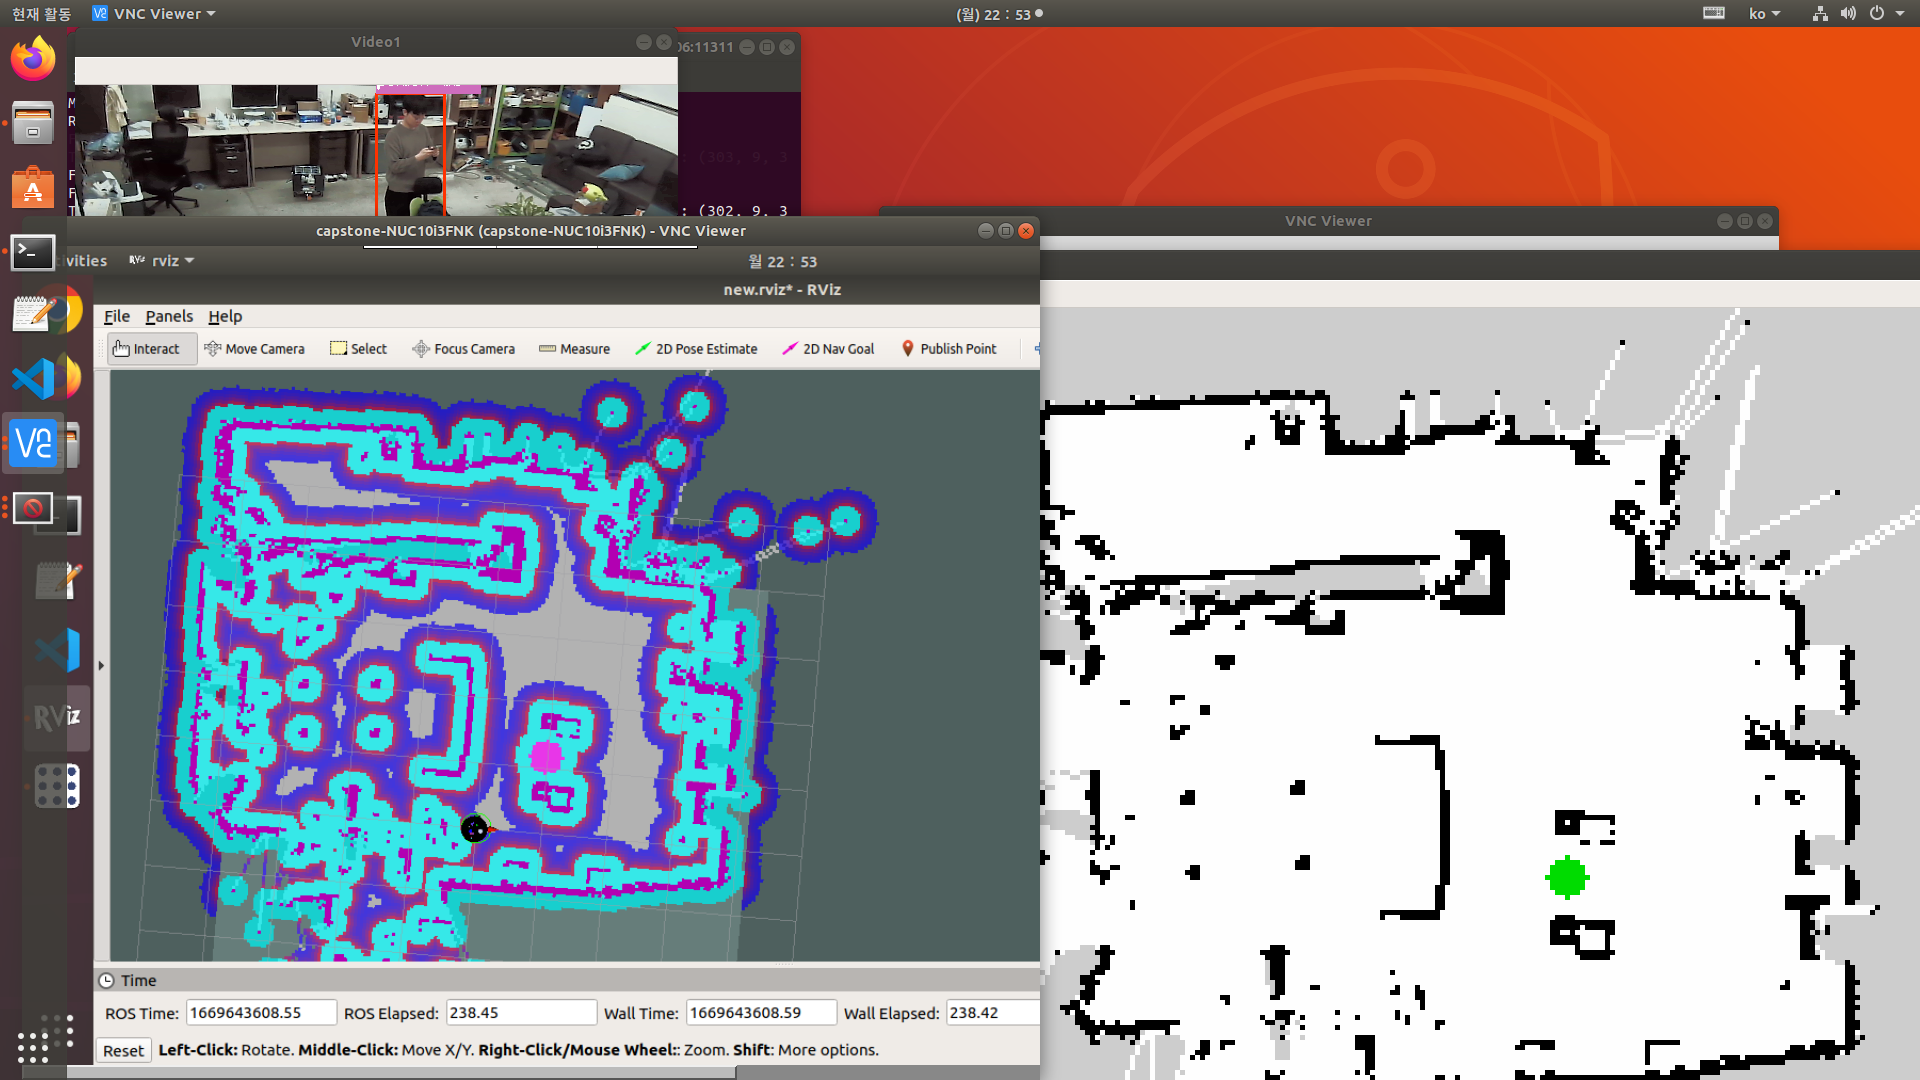 현재 활동
VNC Viewer
(월) 22 : 53
ko
Video1
06:11311
M
R
: (303, 9, 3
F
F
T
: (302, 9, 3
VNC Viewer
capstone-NUC10i3FNK (capstone-NUC10i3FNK) - VNC Viewer
ivities
RViz
rviz
월 22 : 53
new.rviz* - RViz
File Panels Help
Interact Move Camera Select Focus Camera Measure 2D Pose Estimate 2D Nav Goal Publish Point
RViz
Time
ROS Time: 1669643608.55 ROS Elapsed: 238.45 Wall Time: 1669643608.59 Wall Elapsed: 238.42
Reset Left-Click: Rotate. Middle-Click: Move X/Y. Right-Click/Mouse Wheel:: Zoom. Shift: More options.